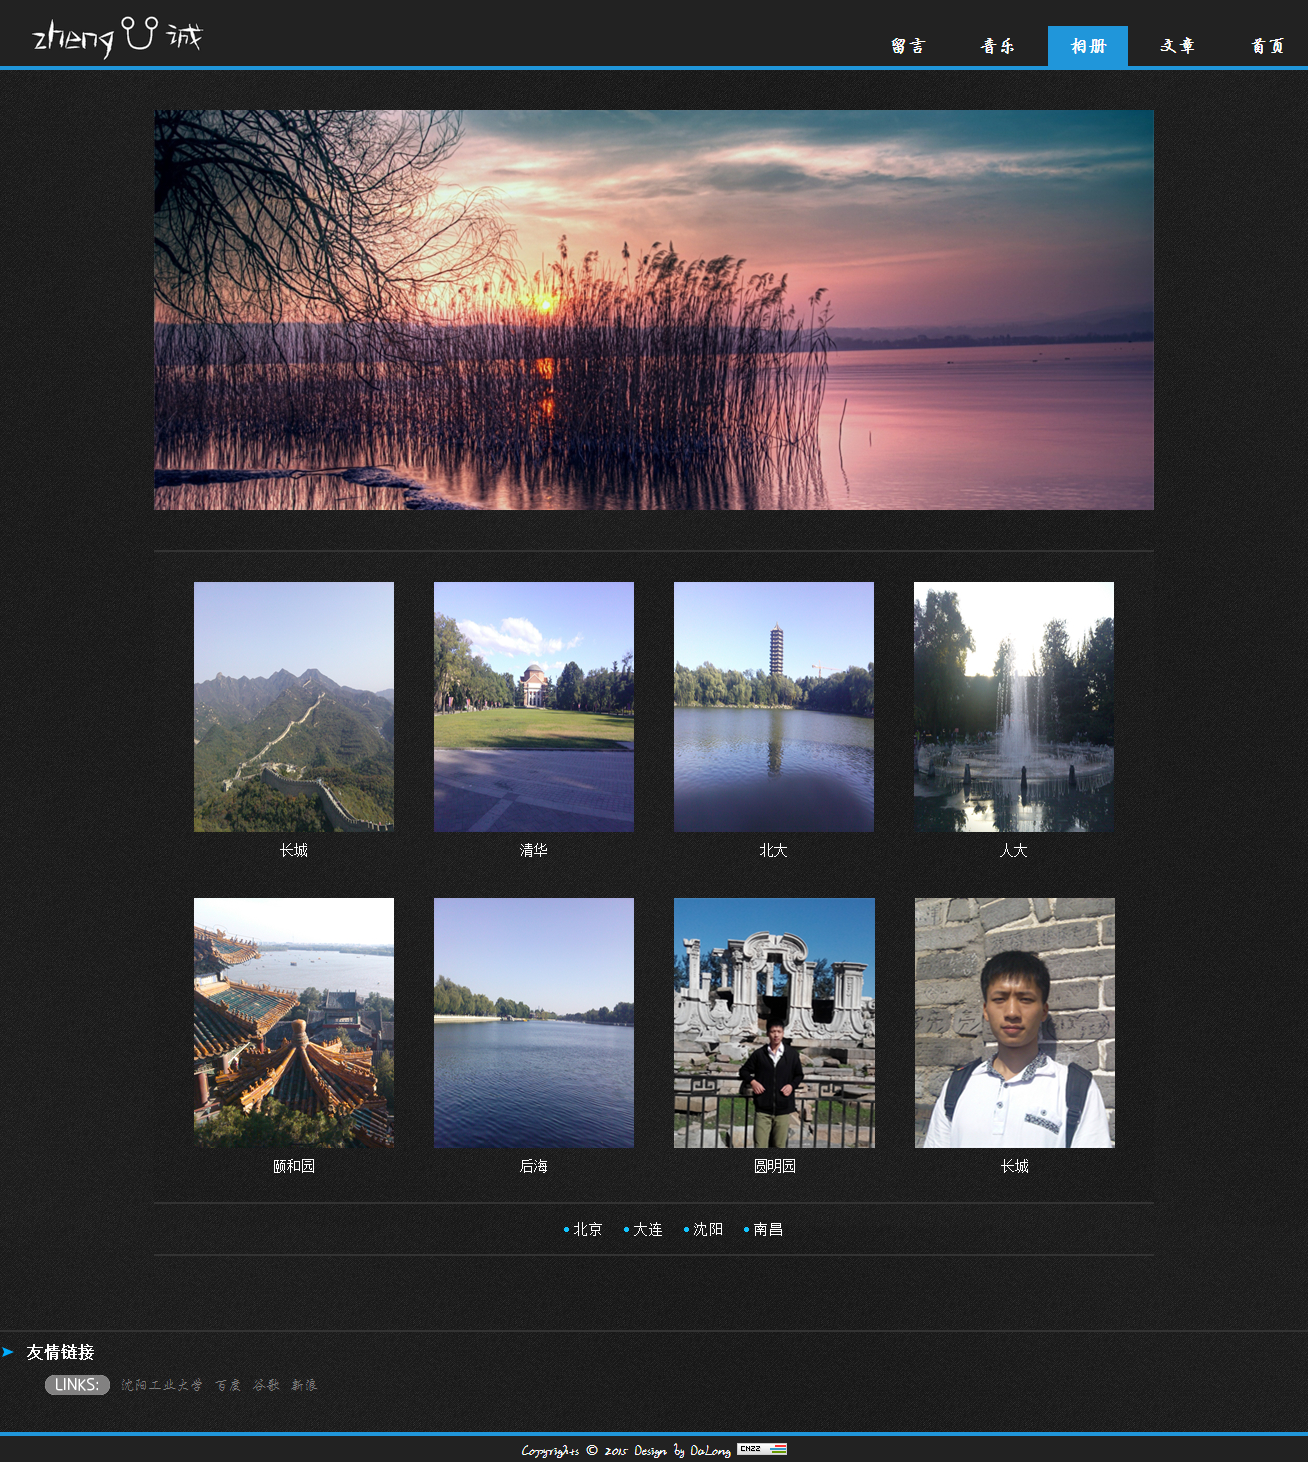 zheng 诚
留言 音乐 相册 文章 首页
长城 清华 北大 人大
颐和园 后海 圆明园 长城
北京 大连 沈阳 南昌
友情链接
LINKS: 沈阳工业大学 百度 谷歌 新浪
Copyrights © 2015 Design by DaLong CNZZ